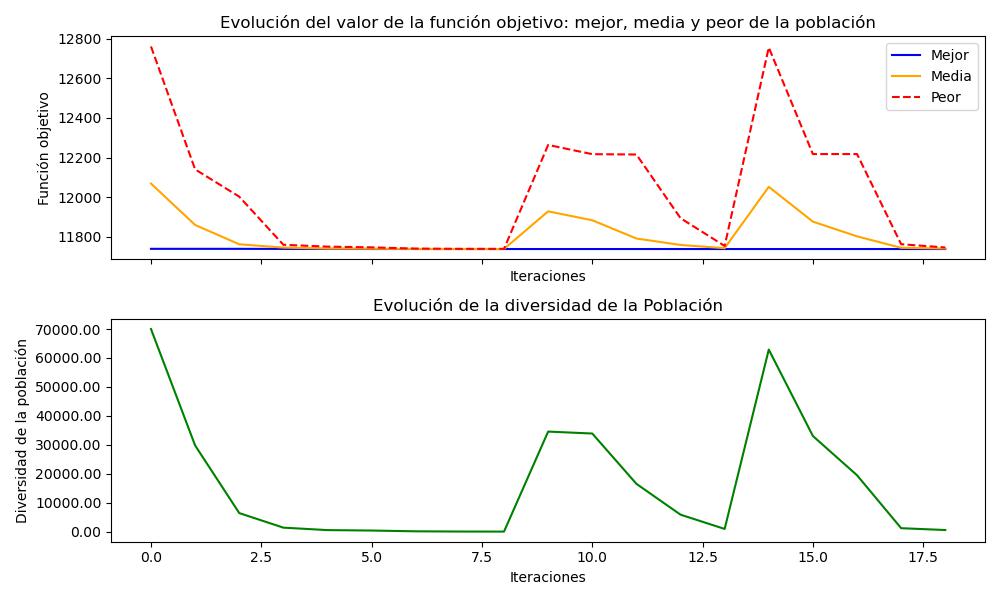 Evolución del valor de la función objetivo: mejor, media y peor de la población
12800
12600
12400
12200
12000
11800
Función objetivo
Mejor
Media
Peor
Iteraciones
Evolución de la diversidad de la Población
70000.00
60000.00
50000.00
40000.00
30000.00
20000.00
10000.00
0.00
Diversidad de la población
0.0 2.5 5.0 7.5 10.0 12.5 15.0 17.5
Iteraciones